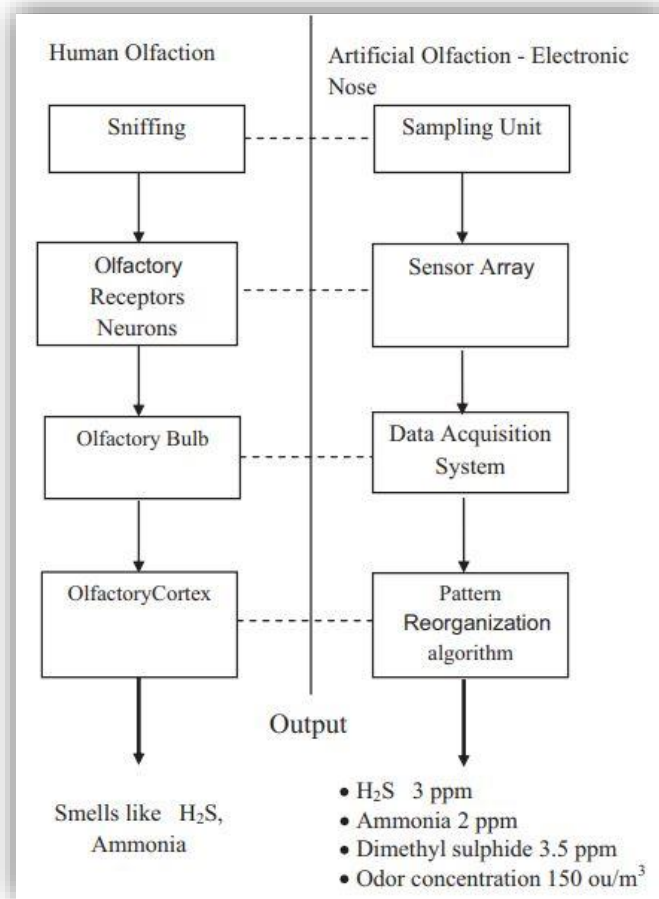 Human Olfaction
Artificial Olfaction - Electronic
Nose
Sniffing
Sampling Unit
Olfactory
Receptors
Neurons
Sensor Array
Olfactory Bulb
Data Acquisition
System
OlfactoryCortex
Pattern
Reorganization
algorithm
Output
Smells like H₂S,
Ammonia
• H₂S 3 ppm
• Ammonia 2 ppm
• Dimethyl sulphide 3.5 ppm
• Odor concentration 150 ou/m³